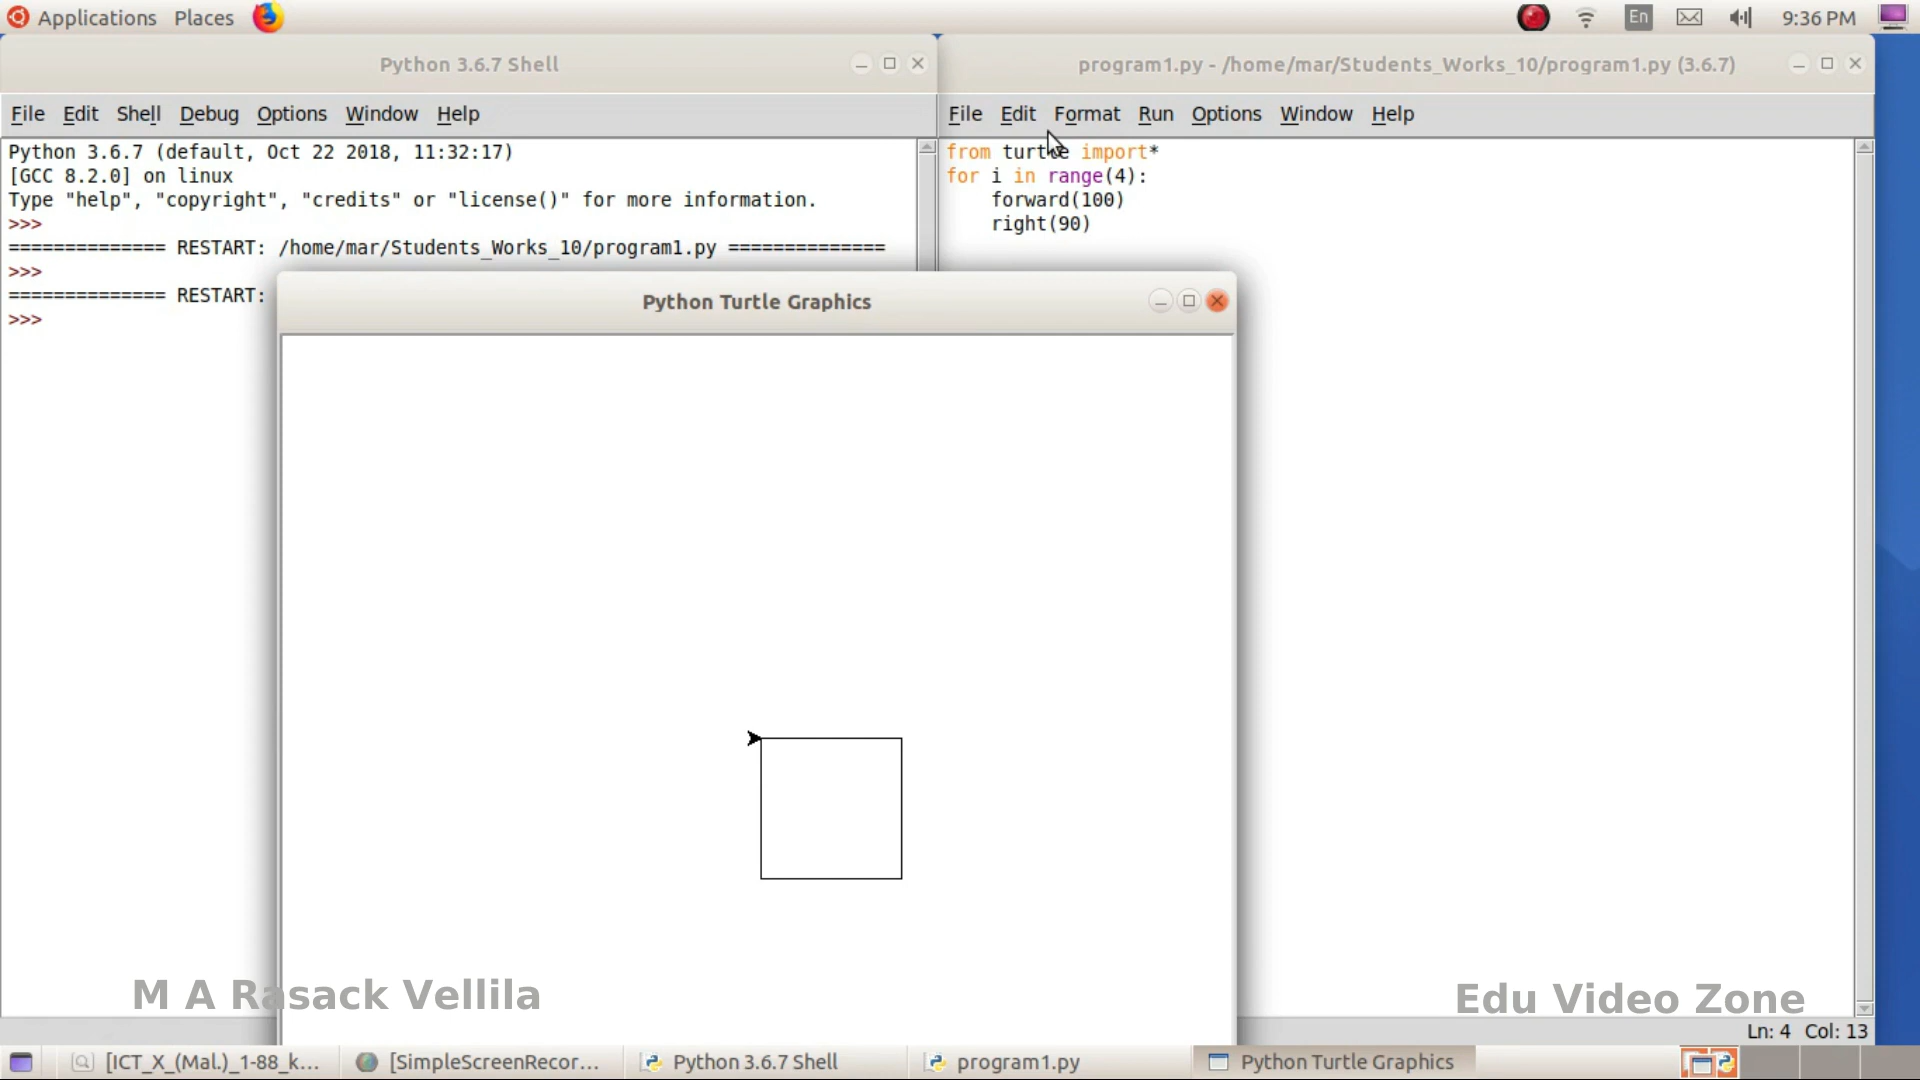 Applications Places
En 9:36 PM
Python 3.6.7 Shell
File Edit Shell Debug Options Window Help
Python 3.6.7 (default, Oct 22 2018, 11:32:17)
[GCC 8.2.0] on linux
Type "help", "copyright", "credits" or "license()" for more information.
>>>
============== RESTART: /home/mar/Students_Works_10/program1.py ==============
>>>
============== RESTART:
>>>
program1.py - /home/mar/Students_Works_10/program1.py (3.6.7)
File Edit Format Run Options Window Help
from turtle import*
for i in range(4):
    forward(100)
    right(90)
Python Turtle Graphics
M A Rasack Vellila
Edu Video Zone
Ln: 4 Col: 13
[ICT_X_(Mal.)_1-88_k... [SimpleScreenRecor... Python 3.6.7 Shell program1.py Python Turtle Graphics